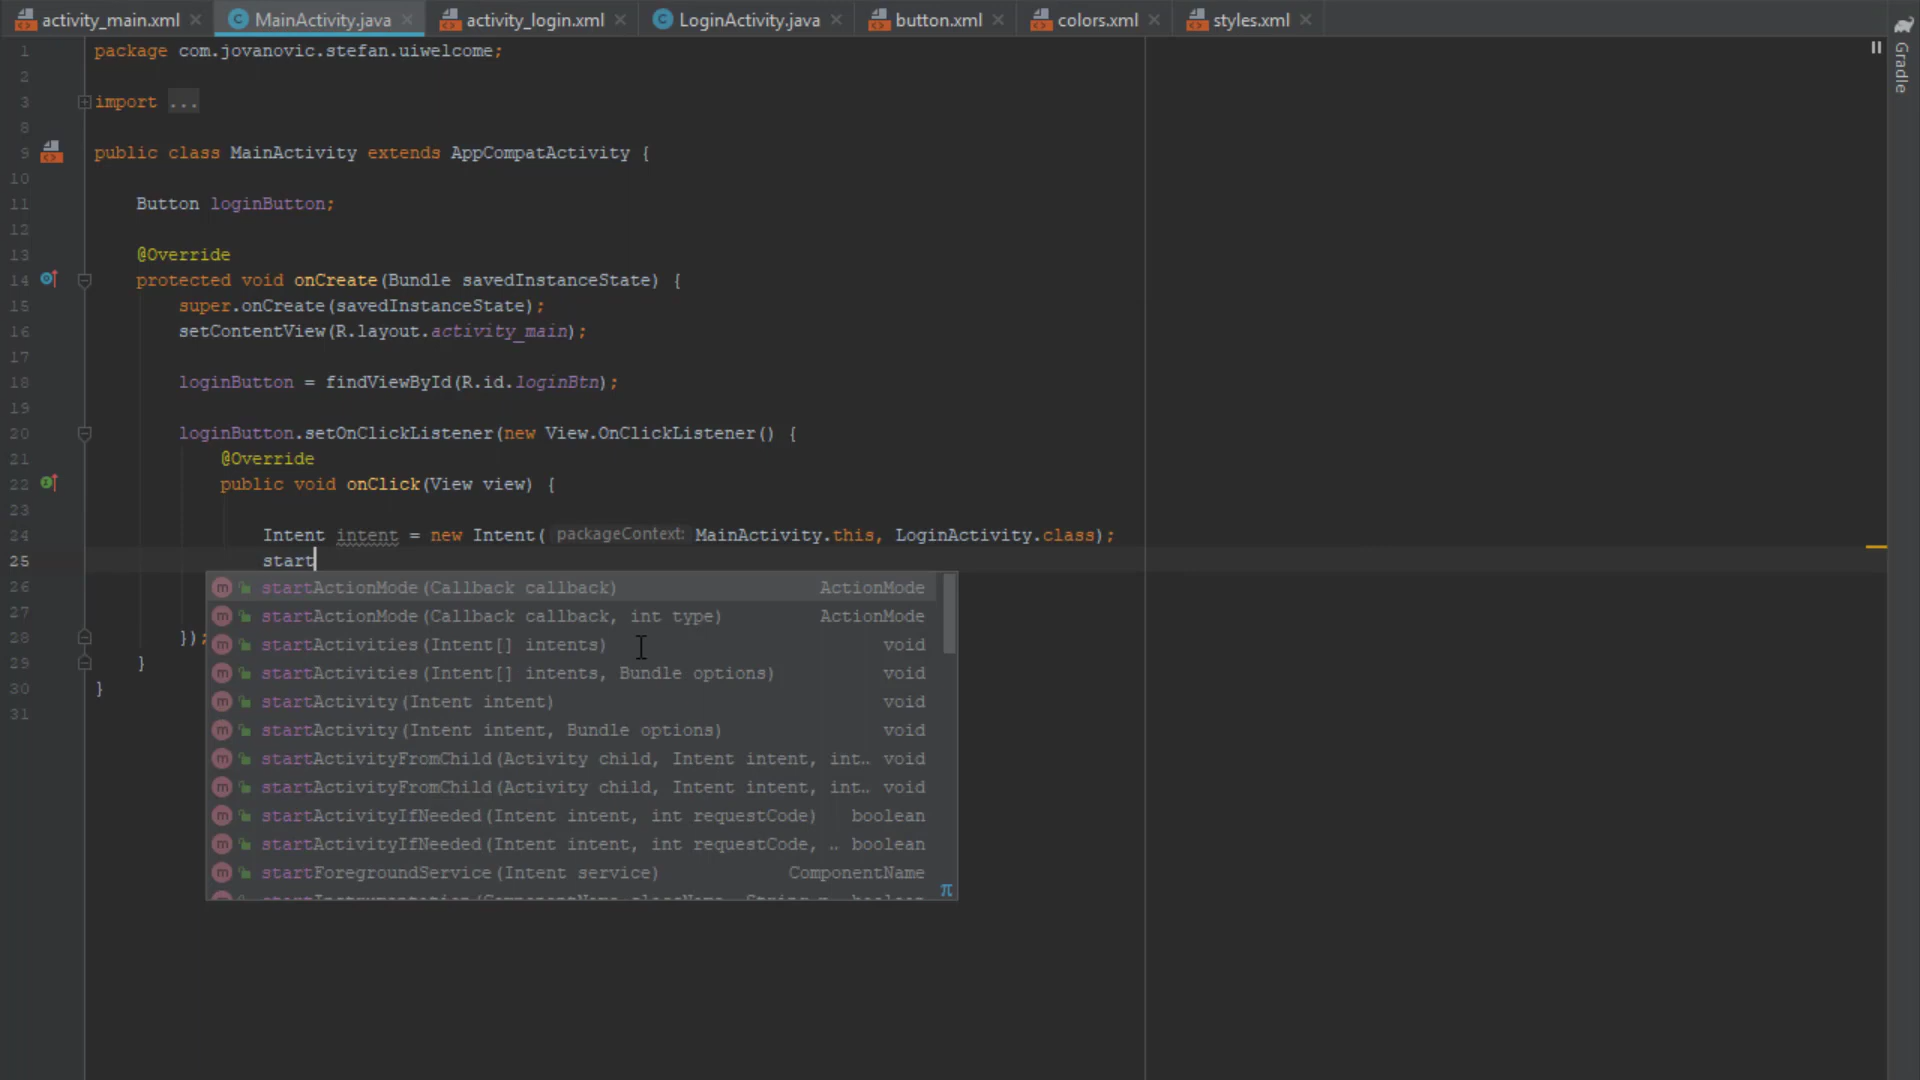 activity_main.xml MainActivity.java activity_login.xml LoginActivity.java button.xml colors.xml styles.xml
Gradle
1 package com.jovanovic.stefan.uiwelcome;
2
3 import ...
8
9 public class MainActivity extends AppCompatActivity {
10
11 Button loginButton;
12
13 @Override
14 protected void onCreate(Bundle savedInstanceState) {
15 super.onCreate(savedInstanceState);
16 setContentView(R.layout.activity_main);
17
18 loginButton = findViewById(R.id.loginBtn);
19
20 loginButton.setOnClickListener(new View.OnClickListener() {
21 @Override
22 public void onClick(View view) {
23
24 Intent intent = new Intent( packageContext: MainActivity.this, LoginActivity.class);
25 start
26
27
28 });
29 }
30 }
31
m startActionMode(Callback callback) ActionMode
m startActionMode(Callback callback, int type) ActionMode
m startActivities(Intent[] intents) void
m startActivities(Intent[] intents, Bundle options) void
m startActivity(Intent intent) void
m startActivity(Intent intent, Bundle options) void
m startActivityFromChild(Activity child, Intent intent, int… void
m startActivityFromChild(Activity child, Intent intent, int… void
m startActivityIfNeeded(Intent intent, int requestCode) boolean
m startActivityIfNeeded(Intent intent, int requestCode, … boolean
m startForegroundService(Intent service) ComponentName
π